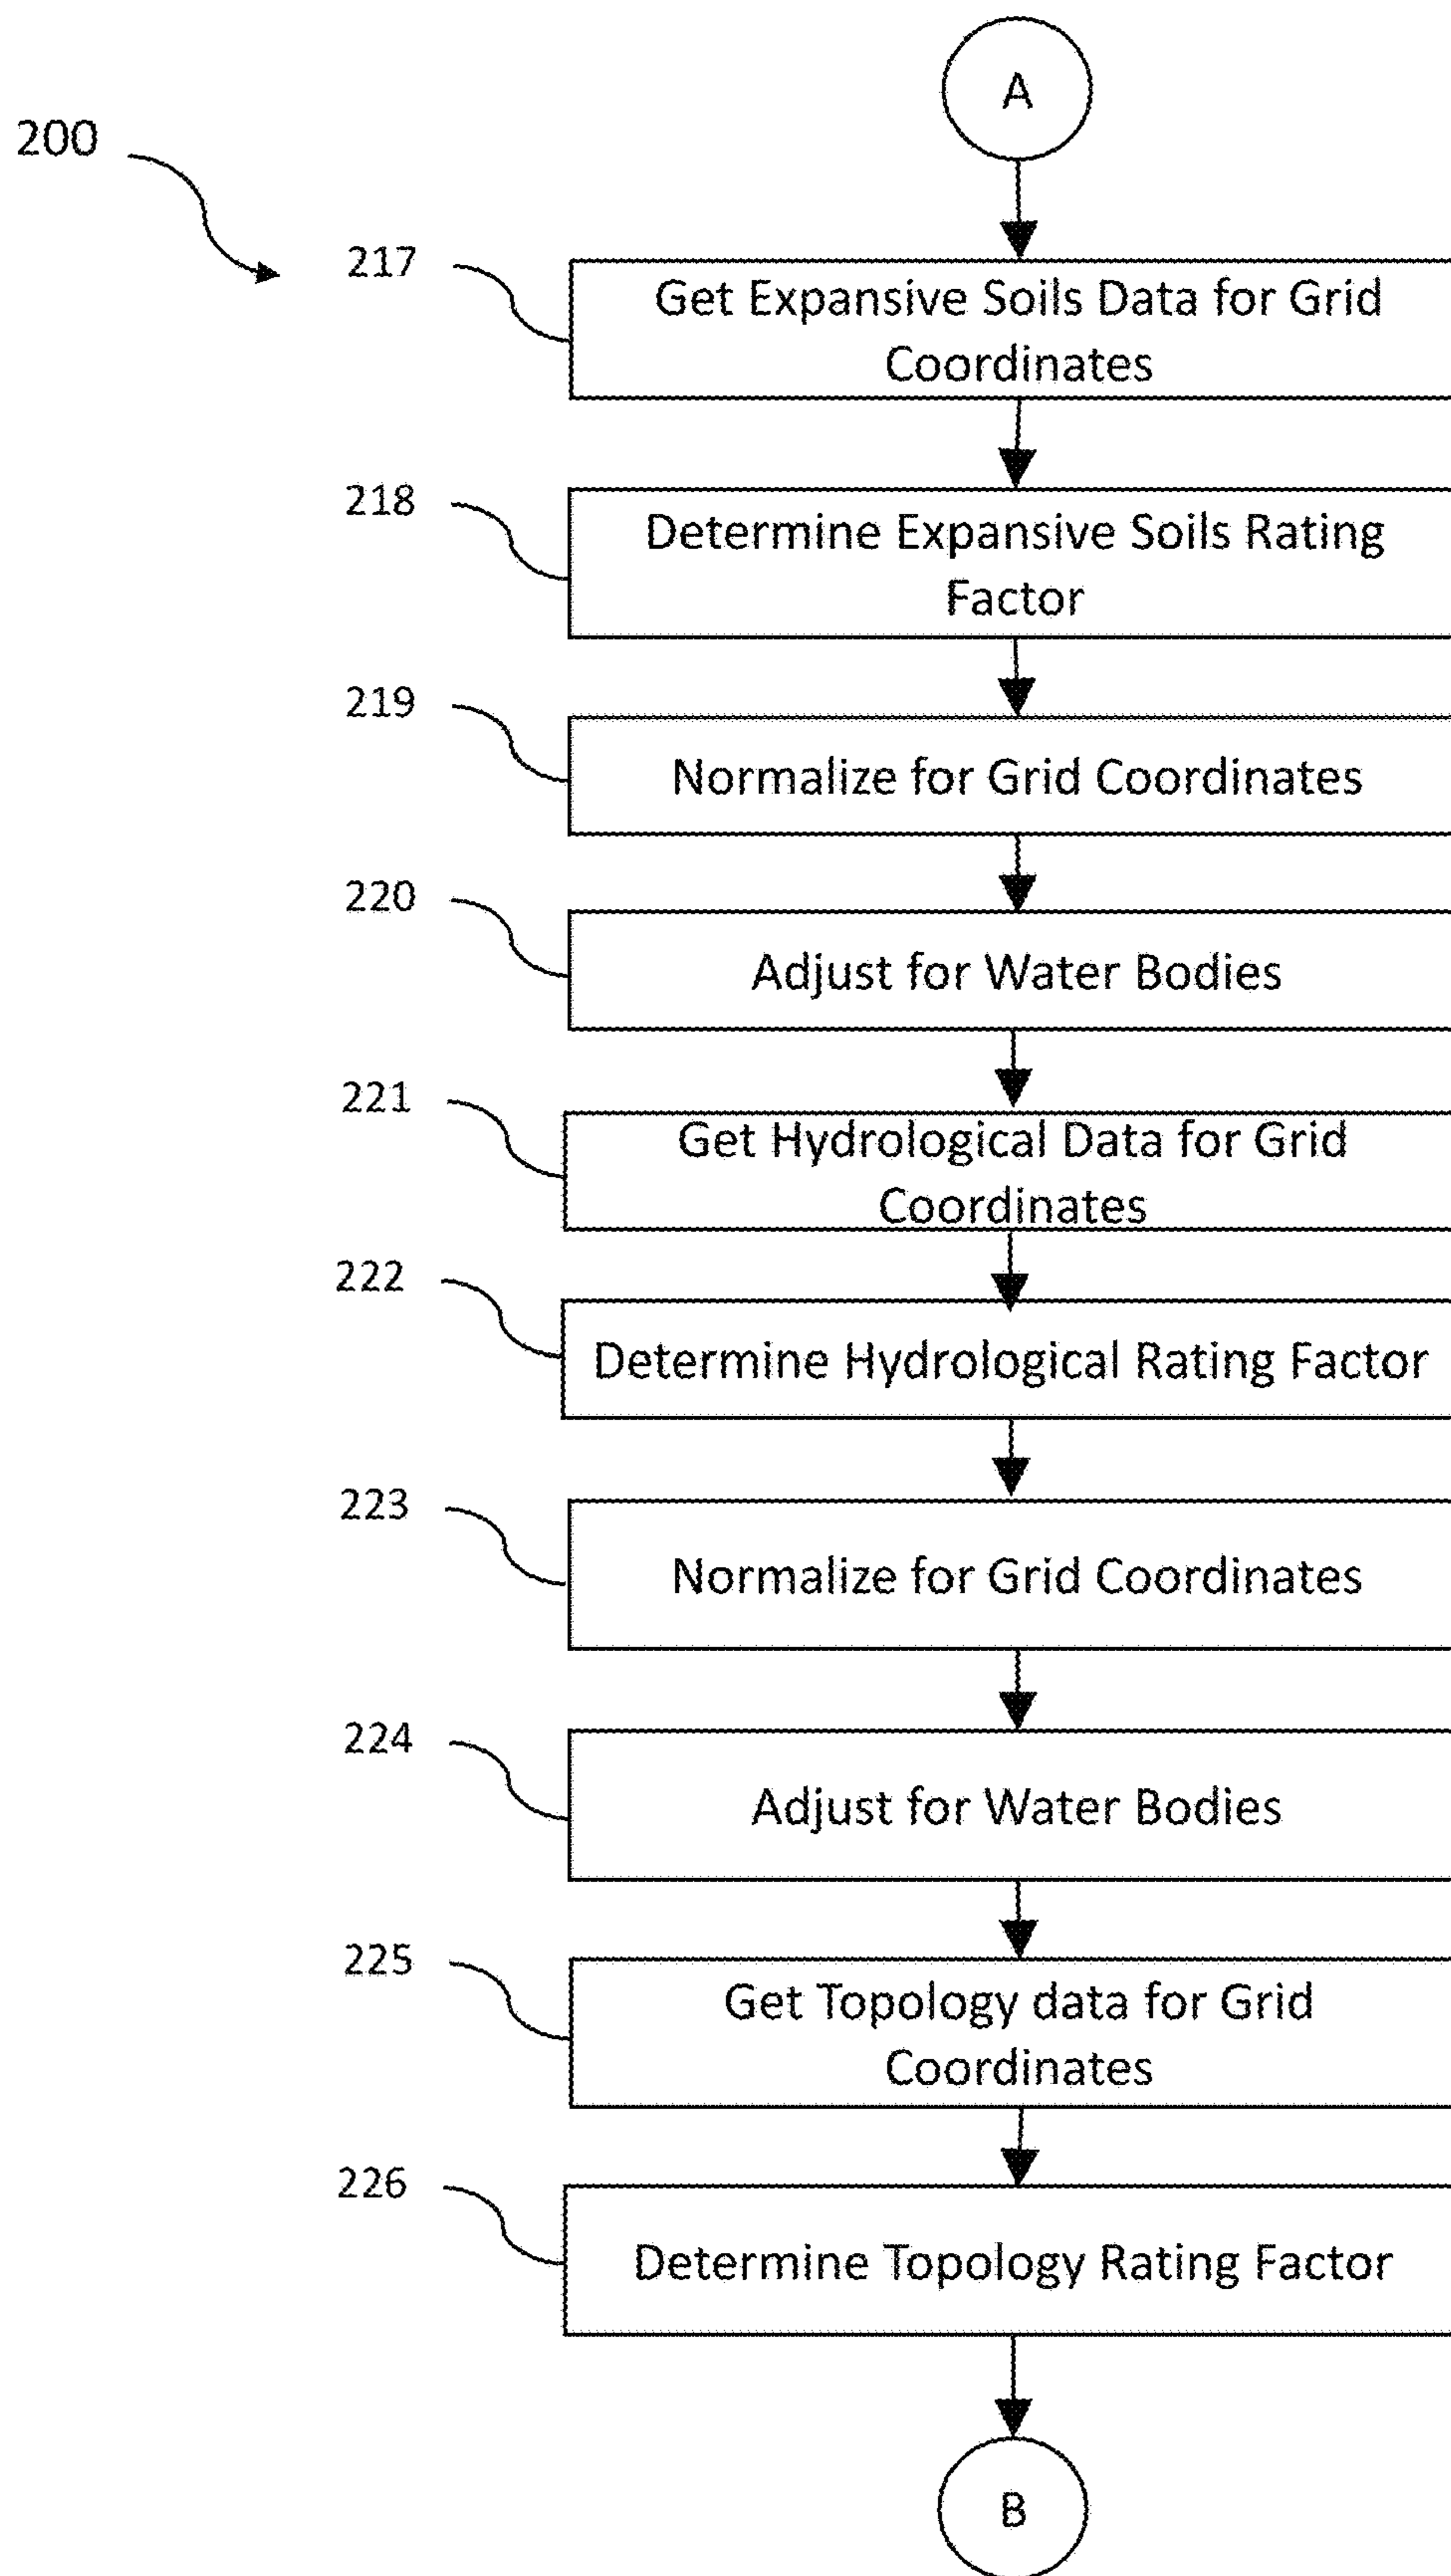 A
200
217
Get Expansive Soils Data for Grid
Coordinates
218
Determine Expansive Soils Rating
Factor
219
Normalize for Grid Coordinates
220
Adjust for Water Bodies
221
Get Hydrological Data for Grid
Coordinates
222
Determine Hydrological Rating Factor
223
Normalize for Grid Coordinates
224
Adjust for Water Bodies
225
Get Topology data for Grid
Coordinates
226
Determine Topology Rating Factor
B